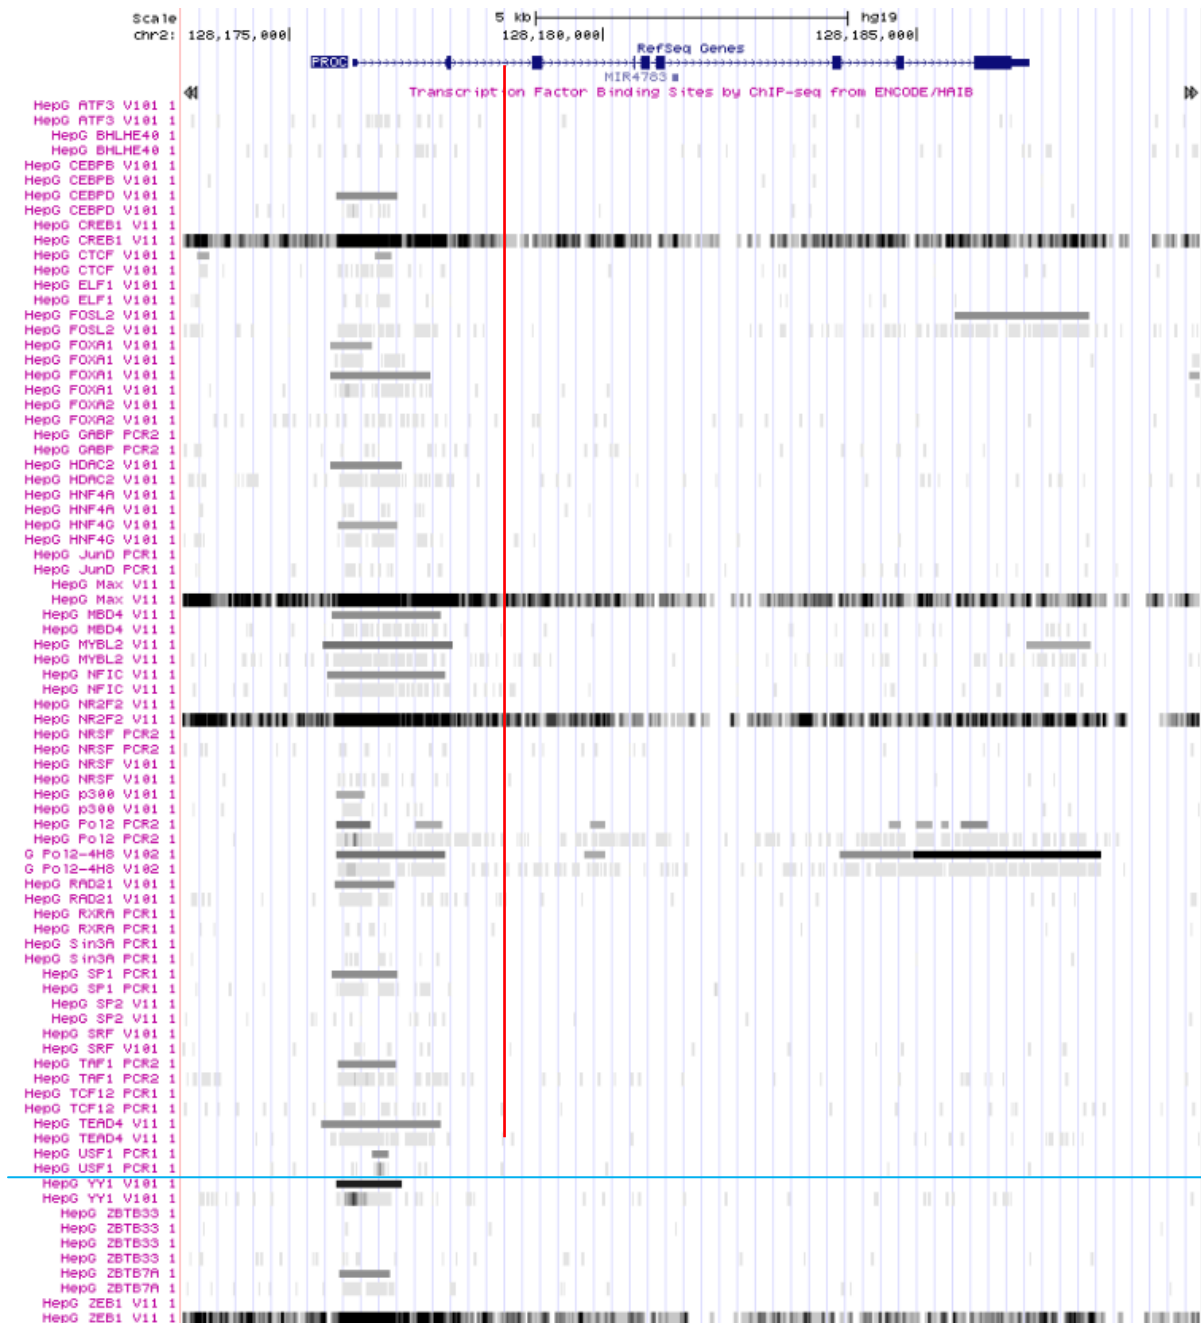 Scale 5 kb hg19
chr2: 128,175,000| 128,180,000| 128,185,000|
RefSeq Genes
PROC
MIR4783
Transcription Factor Binding Sites by ChIP-seq from ENCODE/HAIB
HepG ATF3 V101 1
HepG ATF3 V101 1
HepG BHLHE40 1
HepG BHLHE40 1
HepG CEBPB V101 1
HepG CEBPB V101 1
HepG CEBPD V101 1
HepG CEBPD V101 1
HepG CREB1 V11 1
HepG CREB1 V11 1
HepG CTCF V101 1
HepG CTCF V101 1
HepG ELF1 V101 1
HepG ELF1 V101 1
HepG FOSL2 V101 1
HepG FOSL2 V101 1
HepG FOXA1 V101 1
HepG FOXA1 V101 1
HepG FOXA1 V101 1
HepG FOXA1 V101 1
HepG FOXA2 V101 1
HepG FOXA2 V101 1
HepG GABP PCR2 1
HepG GABP PCR2 1
HepG HDAC2 V101 1
HepG HDAC2 V101 1
HepG HNF4A V101 1
HepG HNF4A V101 1
HepG HNF4G V101 1
HepG HNF4G V101 1
HepG JunD PCR1 1
HepG JunD PCR1 1
HepG Max V11 1
HepG Max V11 1
HepG MBD4 V11 1
HepG MBD4 V11 1
HepG MYBL2 V11 1
HepG MYBL2 V11 1
HepG NFIC V11 1
HepG NFIC V11 1
HepG NR2F2 V11 1
HepG NR2F2 V11 1
HepG NRSF PCR2 1
HepG NRSF PCR2 1
HepG NRSF V101 1
HepG NRSF V101 1
HepG p300 V101 1
HepG p300 V101 1
HepG Pol2 PCR2 1
HepG Pol2 PCR2 1
G Pol2-4H8 V102 1
G Pol2-4H8 V102 1
HepG RAD21 V101 1
HepG RAD21 V101 1
HepG RXRA PCR1 1
HepG RXRA PCR1 1
HepG Sin3A PCR1 1
HepG Sin3A PCR1 1
HepG SP1 PCR1 1
HepG SP1 PCR1 1
HepG SP2 V11 1
HepG SP2 V11 1
HepG SRF V101 1
HepG SRF V101 1
HepG TAF1 PCR2 1
HepG TAF1 PCR2 1
HepG TCF12 PCR1 1
HepG TCF12 PCR1 1
HepG TEAD4 V11 1
HepG TEAD4 V11 1
HepG USF1 PCR1 1
HepG USF1 PCR1 1
HepG YY1 V101 1
HepG YY1 V101 1
HepG ZBTB33 1
HepG ZBTB33 1
HepG ZBTB33 1
HepG ZBTB33 1
HepG ZBTB7A 1
HepG ZBTB7A 1
HepG ZEB1 V11 1
HepG ZEB1 V11 1